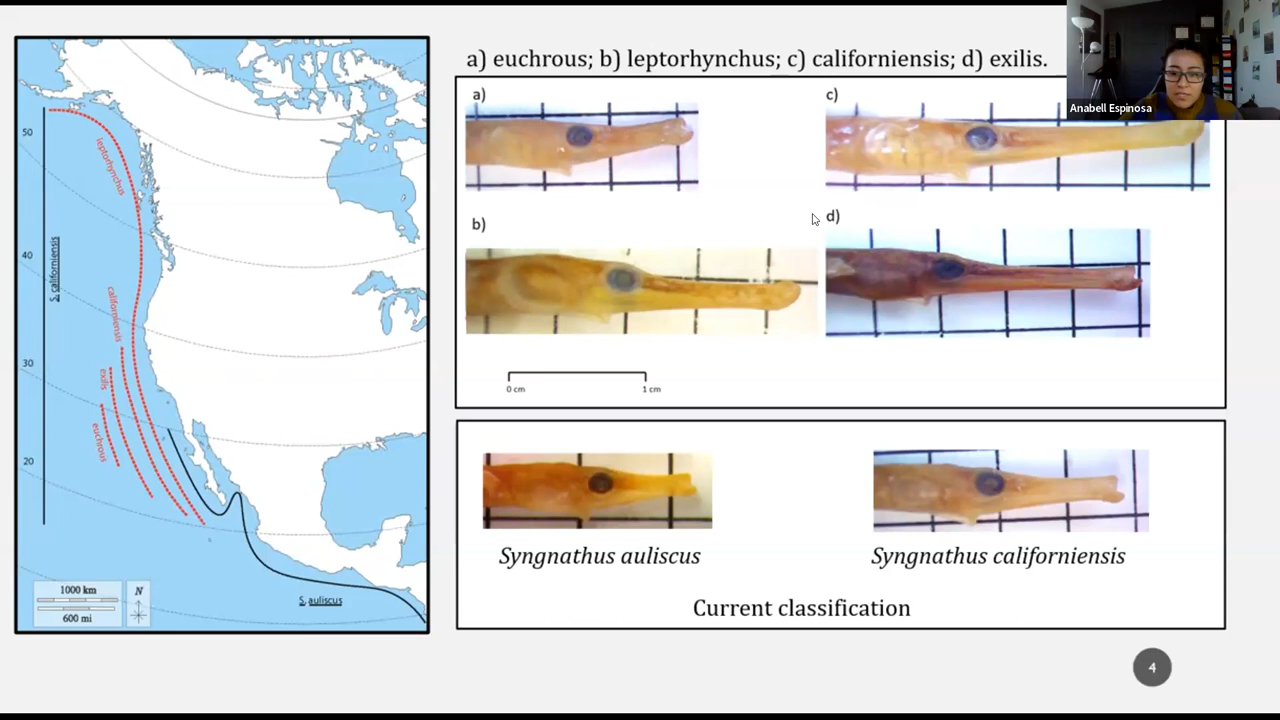 a) euchrous; b) leptorhynchus; c) californiensis; d) exilis.
Anabell Espinosa
a)
c)
b)
d)
0 cm
1 cm
50
40
30
20
S. californiensis
leptorhynchus
californiensis
exilis
euchrous
S. auliscus
1000 km
600 mi
N
Syngnathus auliscus
Syngnathus californiensis
Current classification
4